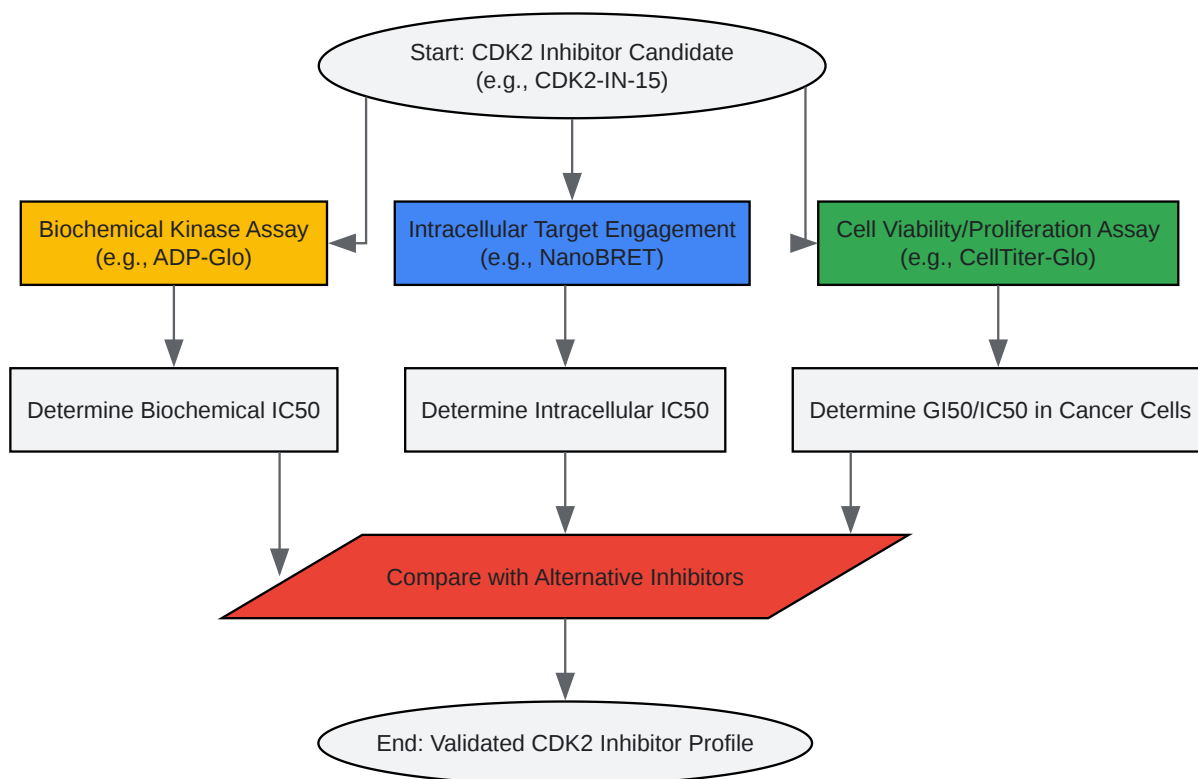 Start: CDK2 Inhibitor Candidate
(e.g., CDK2-IN-15)
Biochemical Kinase Assay
(e.g., ADP-Glo)
Intracellular Target Engagement
(e.g., NanoBRET)
Cell Viability/Proliferation Assay
(e.g., CellTiter-Glo)
Determine Biochemical IC50
Determine Intracellular IC50
Determine GI50/IC50 in Cancer Cells
Compare with Alternative Inhibitors
End: Validated CDK2 Inhibitor Profile